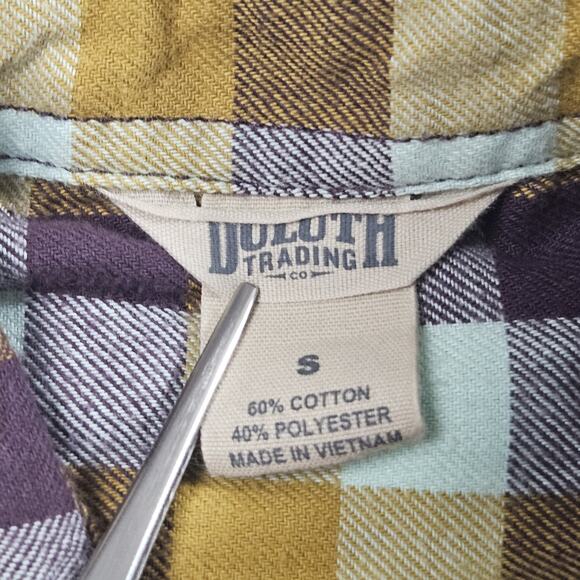 DULUTH
TRADING
CO
S
60% COTTON
40% POLYESTER
MADE IN VIETNAM